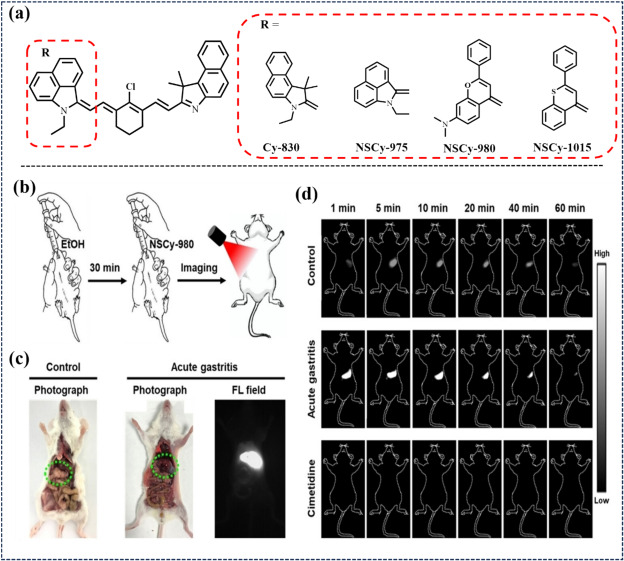 (a)
R
Cl
N
N
R =
N
N
O
N
S
Cy-830
NSCy-975
NSCy-980
NSCy-1015
(b)
EtOH
30 min
NSCy-980
Imaging
(c)
Control
Acute gastritis
Photograph
Photograph
FL field
(d)
1 min
5 min
10 min
20 min
40 min
60 min
Control
Acute gastritis
Cimetidine
High
Low